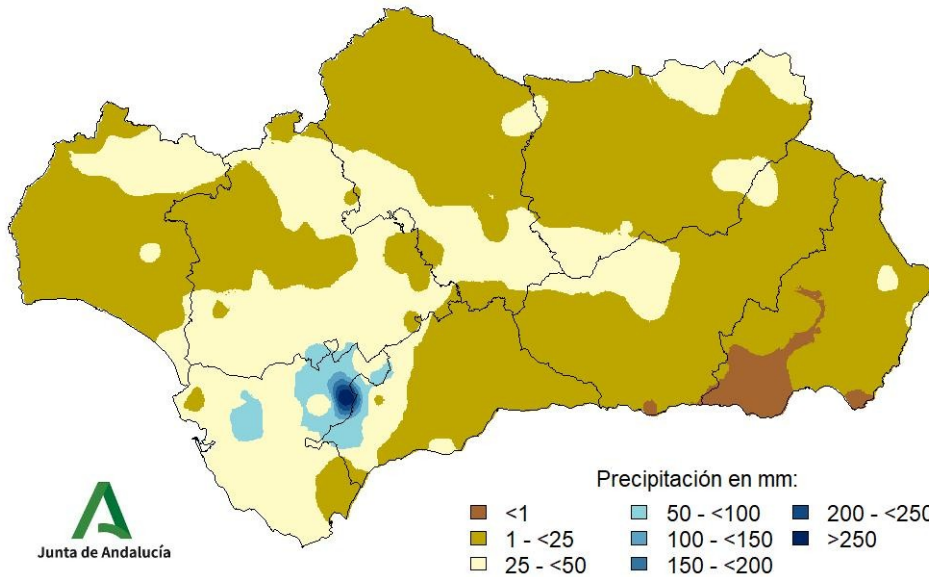 Precipitación en mm:
<1
50 - <100
200 - <250
1 - <25
100 - <150
>250
25 - <50
150 - <200
Junta de Andalucía